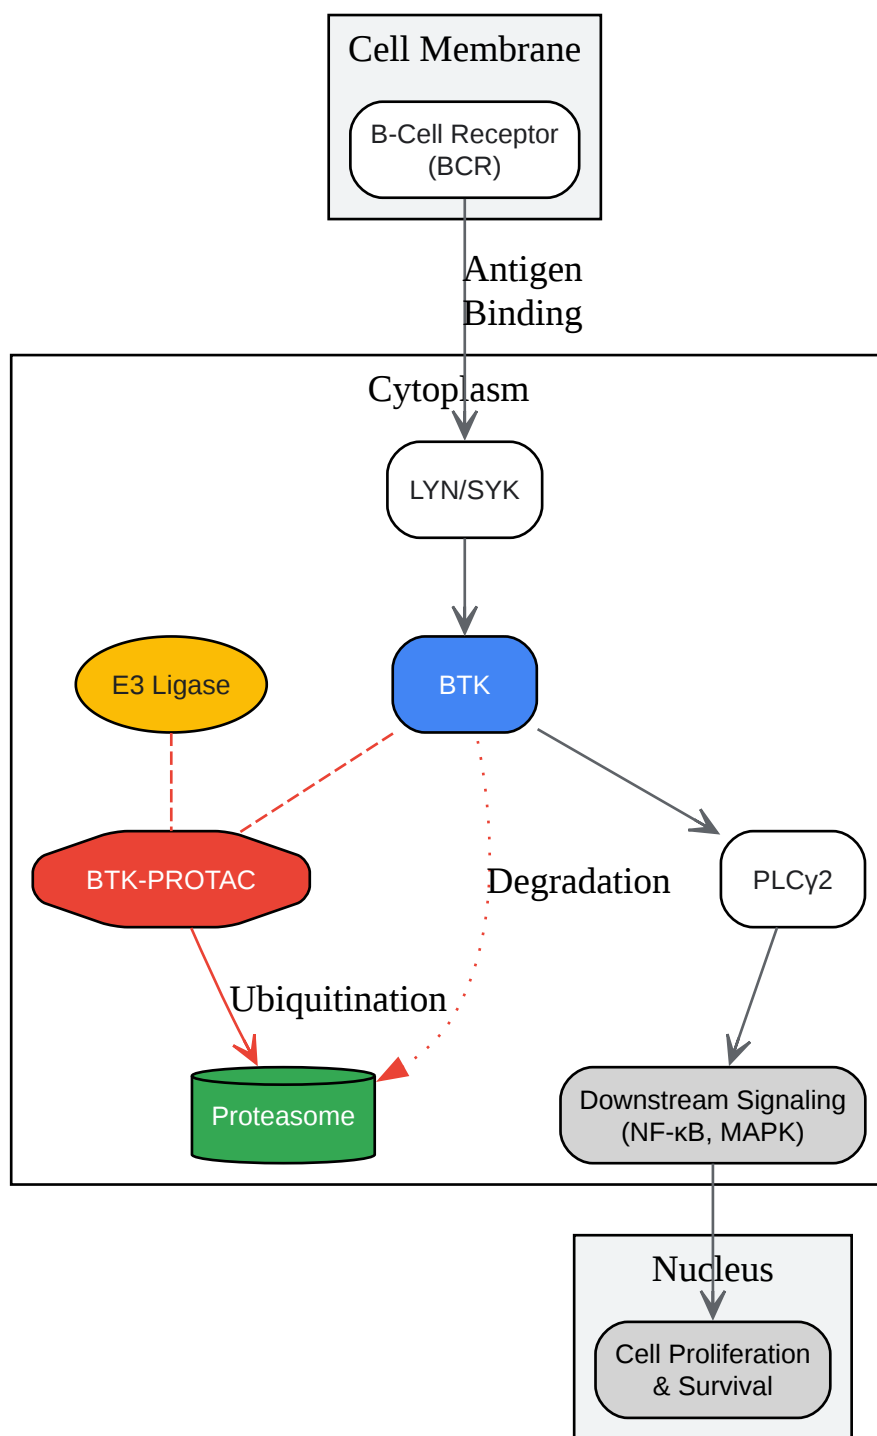 Cell Membrane
B-Cell Receptor
(BCR)
Antigen
Binding
Cytoplasm
LYN/SYK
E3 Ligase
BTK
BTK-PROTAC
Degradation
PLCγ2
Ubiquitination
Proteasome
Downstream Signaling
(NF-κB, MAPK)
Nucleus
Cell Proliferation
& Survival